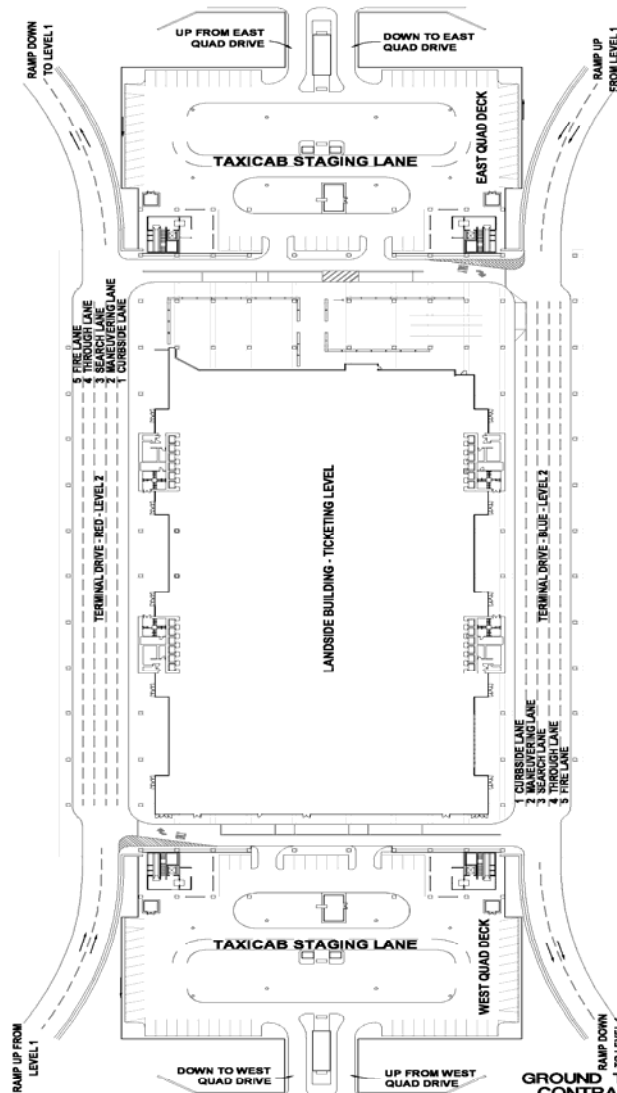 UP FROM EAST
QUAD DRIVE
DOWN TO EAST
QUAD DRIVE
RAMP DOWN
TO LEVEL 1
RAMP UP
FROM LEVEL 1
TAXICAB STAGING LANE
EAST QUAD DECK
5 FIRE LANE
4 THROUGH LANE
3 SEARCH LANE
2 MANEUVERING LANE
1 CURBSIDE LANE
TERMINAL DRIVE - RED - LEVEL 2
LANDSIDE BUILDING - TICKETING LEVEL
TERMINAL DRIVE - BLUE - LEVEL 2
1 CURBSIDE LANE
2 MANEUVERING LANE
3 SEARCH LANE
4 THROUGH LANE
5 FIRE LANE
TAXICAB STAGING LANE
WEST QUAD DECK
RAMP UP FROM
LEVEL 1
DOWN TO WEST
QUAD DRIVE
UP FROM WEST
QUAD DRIVE
RAMP DOWN
TO LEVEL 1
GROUND
CONTRA